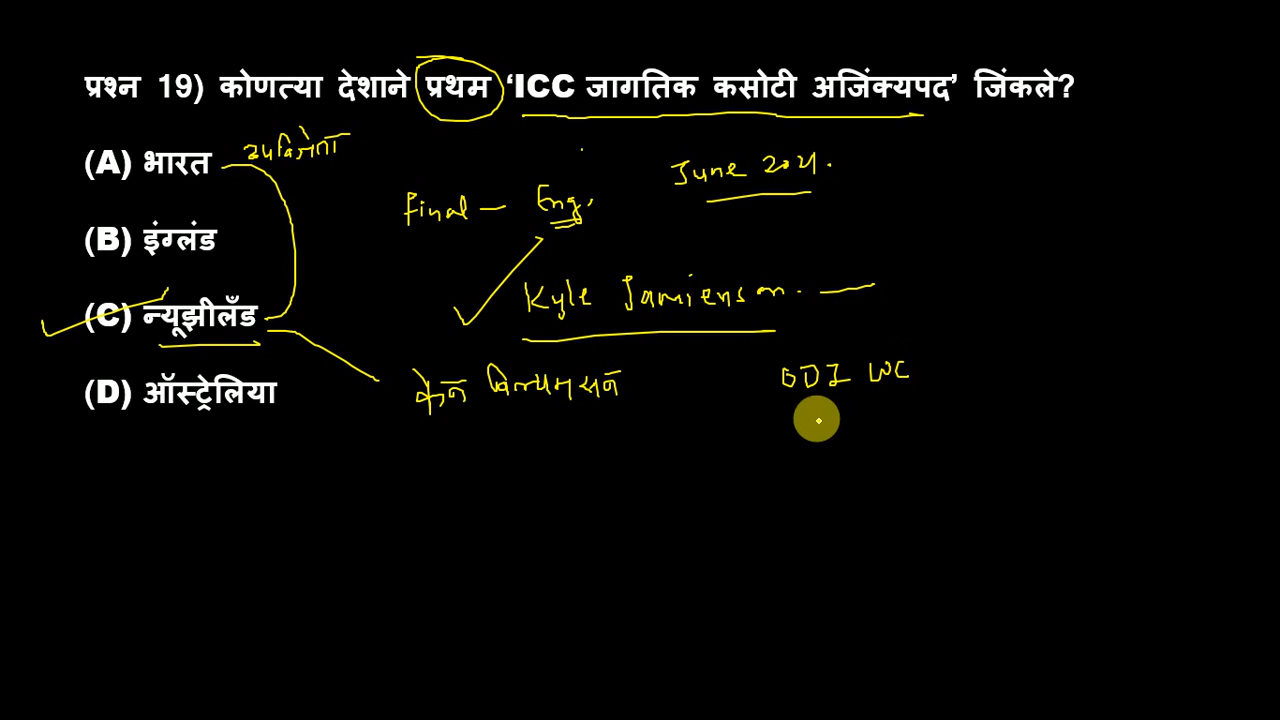 प्रश्न 19) कोणत्या देशाने प्रथम ‘ICC जागतिक कसोटी अजिंक्यपद’ जिंकले?
(A) भारत उपविजेता
June 2021.
Final - Eng.
(B) इंग्लंड
Kyle Jamienson.
(C) न्यूझीलँड
केन विल्यमसन
ODI WC
(D) ऑस्ट्रेलिया